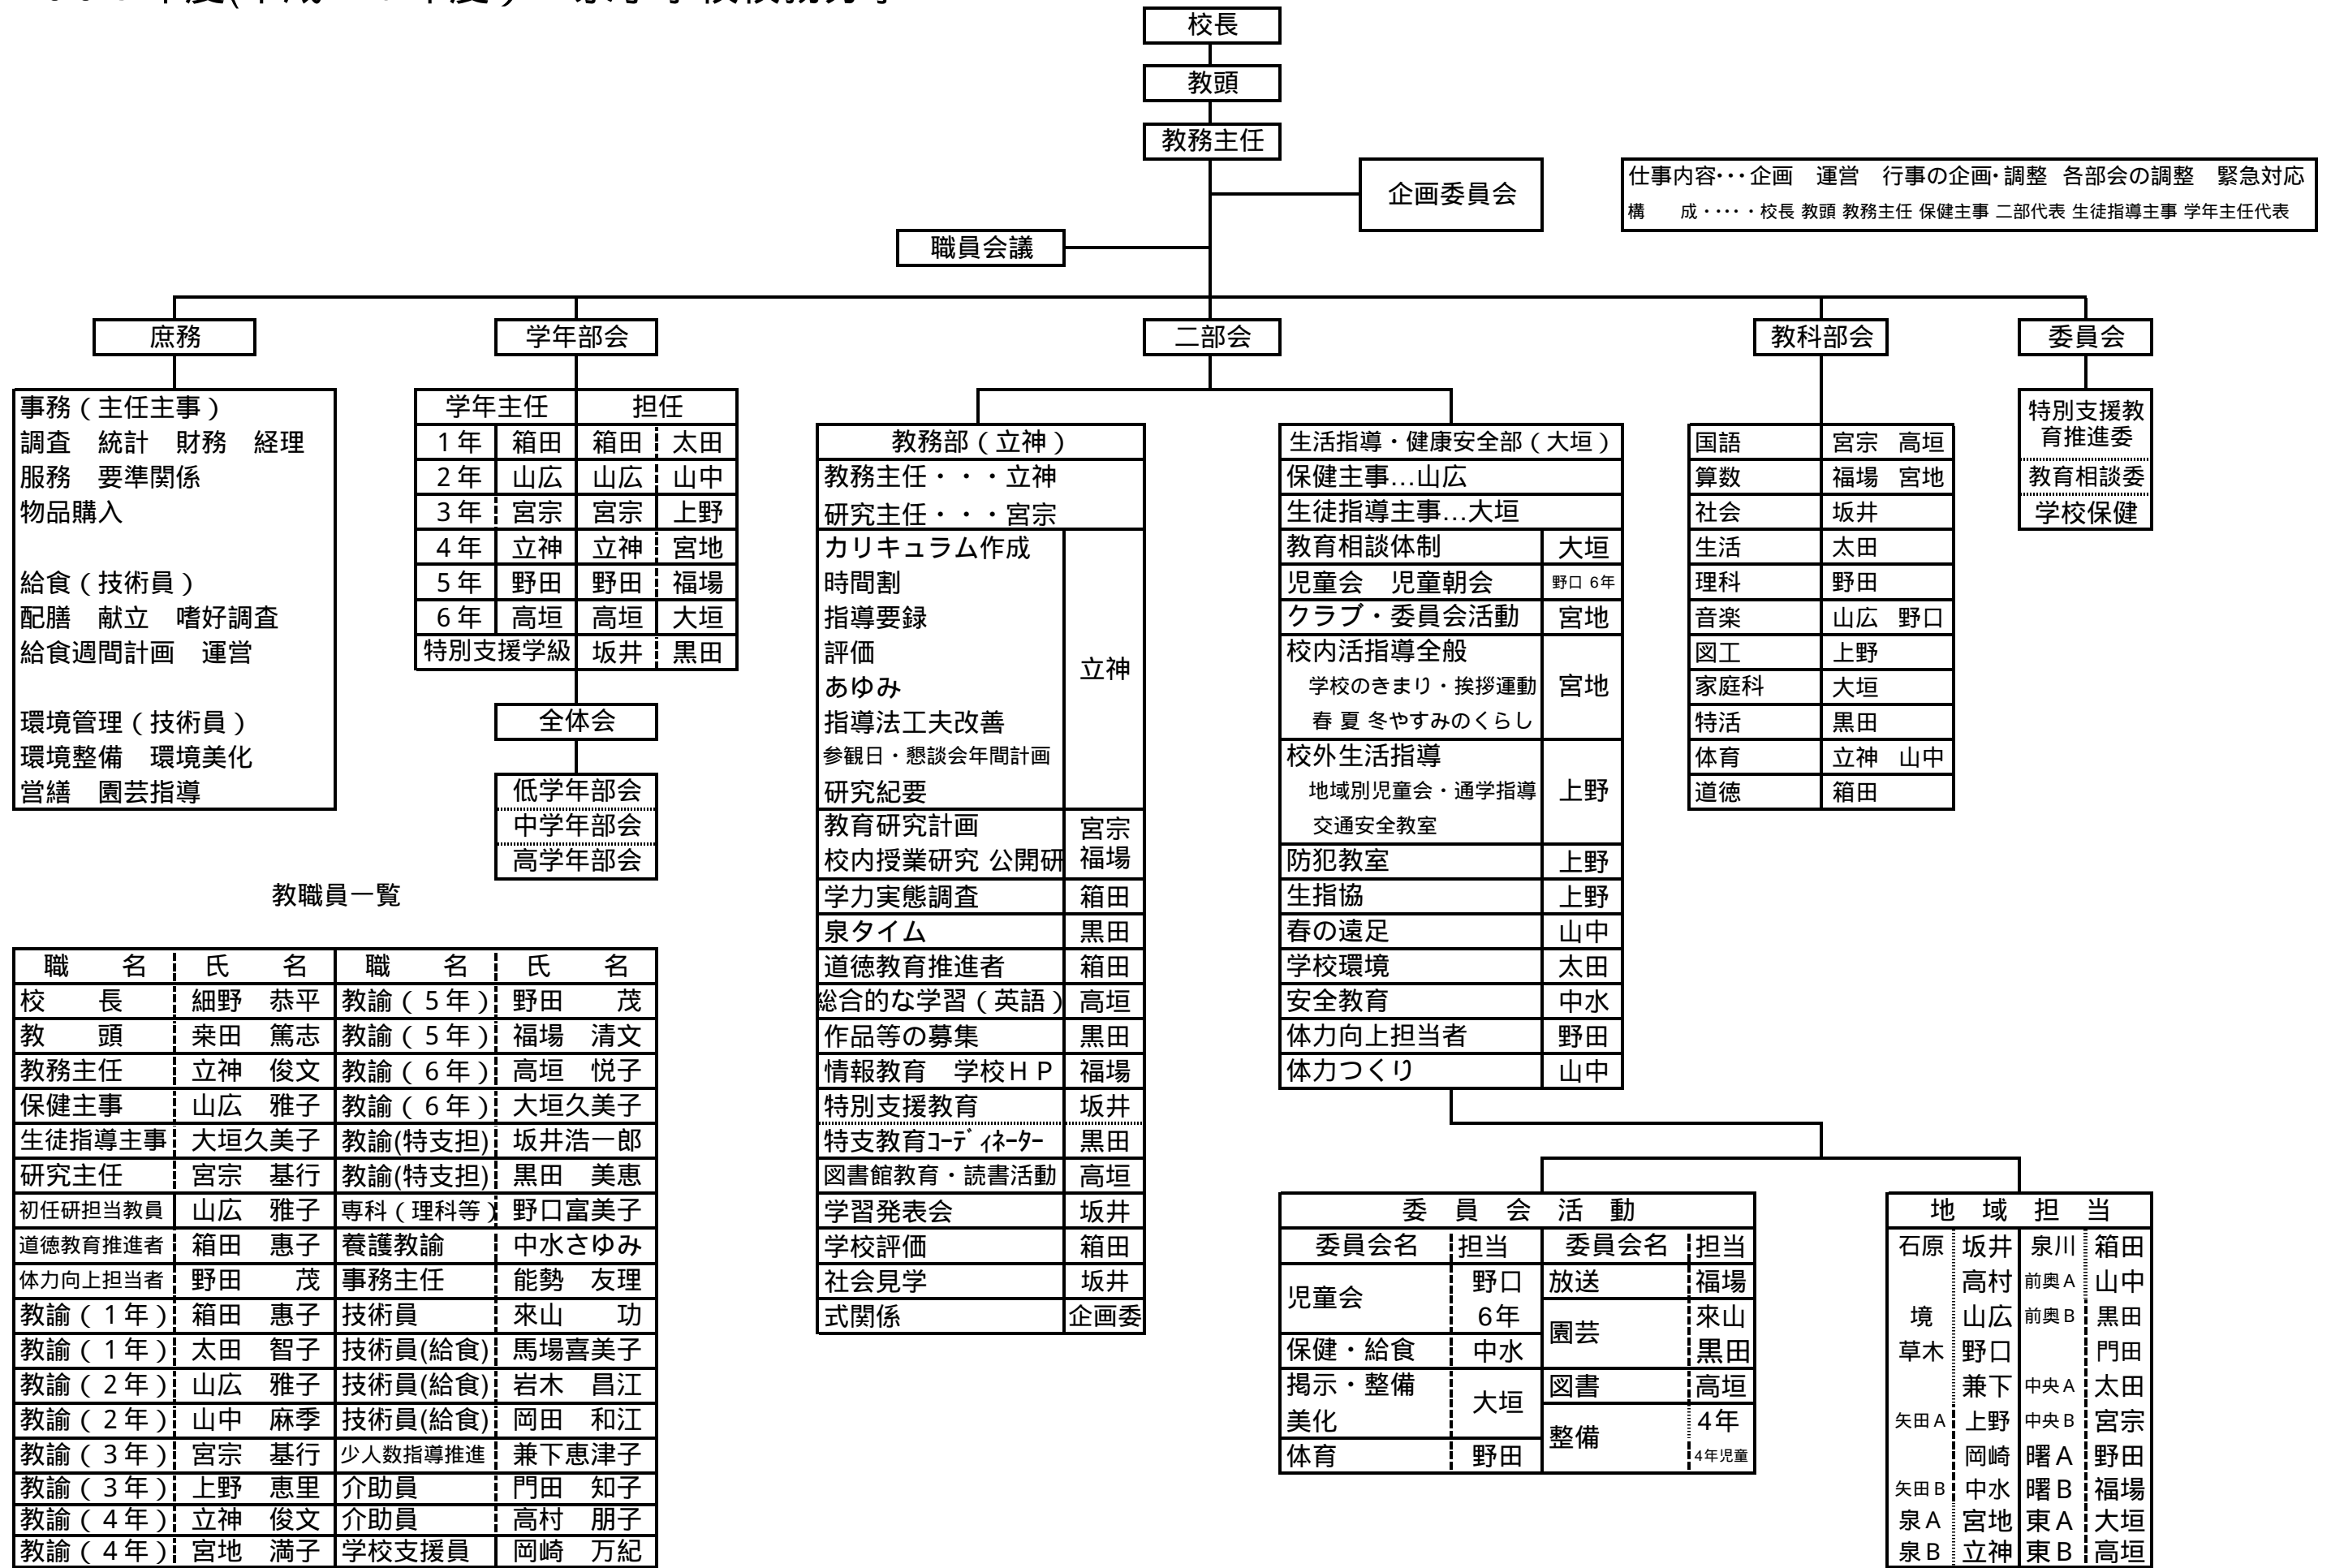 校長
教頭
教務主任
企画委員会
仕事内容・・・企画　運営　行事の企画・調整　各部会の調整　緊急対応
構　　成・・・・・校長 教頭 教務主任 保健主事 二部代表 生徒指導主事 学年主任代表
職員会議
庶務
学年部会
二部会
教科部会
委員会
事務（主任主事）
調査　統計　財務　経理
服務　要準関係
物品購入
給食（技術員）
配膳　献立　嗜好調査
給食週間計画　運営
環境管理（技術員）
環境整備　環境美化
営繕　園芸指導
学年主任　担任
1年　箱田　箱田　太田
2年　山広　山広　山中
3年　宮宗　宮宗　上野
4年　立神　立神　宮地
5年　野田　野田　福場
6年　高垣　高垣　大垣
特別支援学級　坂井　黒田
全体会
低学年部会
中学年部会
高学年部会
教務部（立神）
教務主任・・・立神
研究主任・・・宮宗
カリキュラム作成
時間割
指導要録
評価
あゆみ
立神
指導法工夫改善
参観日・懇談会年間計画
研究紀要
教育研究計画　宮宗
校内授業研究 公開研　福場
学力実態調査　箱田
泉タイム　黒田
道徳教育推進者　箱田
総合的な学習（英語）　高垣
作品等の募集　黒田
情報教育　学校ＨＰ　福場
特別支援教育　坂井
特支教育ｺｰﾃﾞｨﾈｰﾀｰ　黒田
図書館教育・読書活動　高垣
学習発表会　坂井
学校評価　箱田
社会見学　坂井
式関係　企画委
生活指導・健康安全部（大垣）
保健主事…山広
生徒指導主事…大垣
教育相談体制　大垣
児童会　児童朝会　野口 6年
クラブ・委員会活動　宮地
校内活指導全般
学校のきまり・挨拶運動　宮地
春 夏 冬やすみのくらし
校外生活指導
地域別児童会・通学指導　上野
交通安全教室
防犯教室　上野
生指協　上野
春の遠足　山中
学校環境　太田
安全教育　中水
体力向上担当者　野田
体力つくり　山中
国語　宮宗　高垣
算数　福場　宮地
社会　坂井
生活　太田
理科　野田
音楽　山広　野口
図工　上野
家庭科　大垣
特活　黒田
体育　立神　山中
道徳　箱田
特別支援教
育推進委
教育相談委
学校保健
教職員一覧
職　名　氏　名　職　名　氏　名
校　長　細野　恭平　教諭（5年）　野田　茂
教　頭　桒田　篤志　教諭（5年）　福場　清文
教務主任　立神　俊文　教諭（6年）　高垣　悦子
保健主事　山広　雅子　教諭（6年）　大垣久美子
生徒指導主事　大垣久美子　教諭(特支担)　坂井浩一郎
研究主任　宮宗　基行　教諭(特支担)　黒田　美恵
初任研担当教員　山広　雅子　専科（理科等）　野口富美子
道徳教育推進者　箱田　惠子　養護教諭　中水さゆみ
体力向上担当者　野田　茂　事務主任　能勢　友理
教諭（1年）　箱田　惠子　技術員　來山　功
教諭（1年）　太田　智子　技術員(給食)　馬場喜美子
教諭（2年）　山広　雅子　技術員(給食)　岩木　昌江
教諭（2年）　山中　麻季　技術員(給食)　岡田　和江
教諭（3年）　宮宗　基行　少人数指導推進　兼下恵津子
教諭（3年）　上野　恵里　介助員　門田　知子
教諭（4年）　立神　俊文　介助員　高村　朋子
教諭（4年）　宮地　満子　学校支援員　岡崎　万紀
委　員　会　活　動
委員会名　担当　委員会名　担当
児童会　野口　放送　福場
6年　園芸　來山
保健・給食　中水　黒田
掲示・整備　大垣　図書　高垣
美化　整備　4年
体育　野田　4年児童
地　域　担　当
石原　坂井　泉川　箱田
高村　前奥Ａ　山中
境　山広　前奥Ｂ　黒田
草木　野口　門田
兼下　中央Ａ　太田
矢田Ａ　上野　中央Ｂ　宮宗
岡崎　曙Ａ　野田
矢田Ｂ　中水　曙Ｂ　福場
泉Ａ　宮地　東Ａ　大垣
泉Ｂ　立神　東Ｂ　高垣